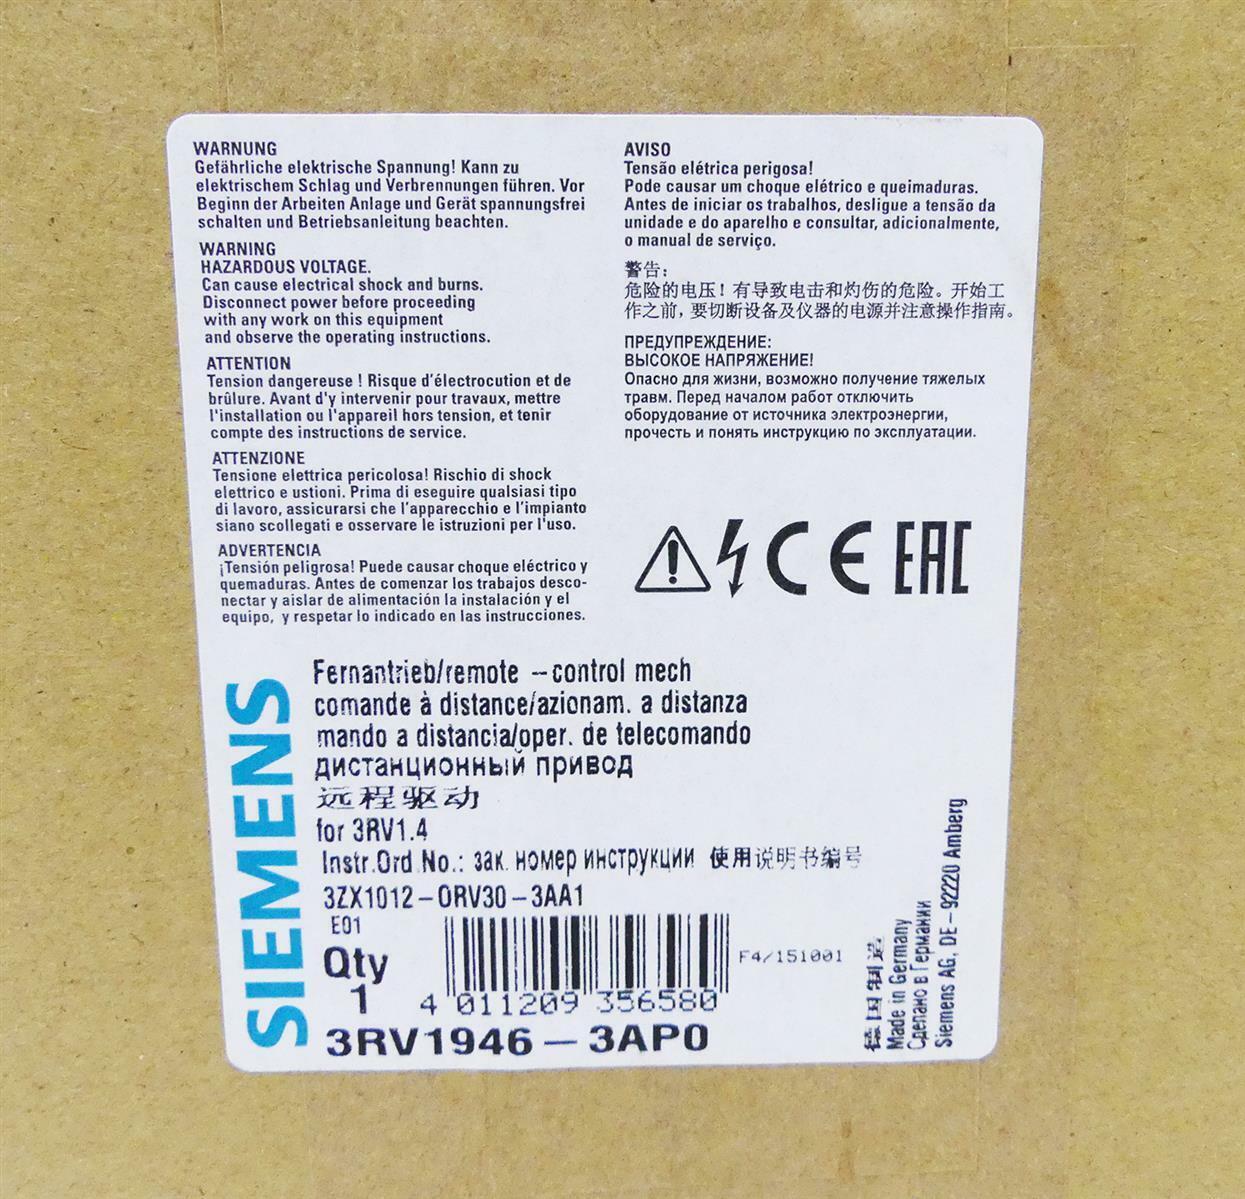 WARNUNG
Gefährliche elektrische Spannung! Kann zu
elektrischem Schlag und Verbrennungen führen. Vor
Beginn der Arbeiten Anlage und Gerät spannungsfrei
schalten und Betriebsanleitung beachten.
WARNING
HAZARDOUS VOLTAGE.
Can cause electrical shock and burns.
Disconnect power before proceeding
with any work on this equipment
and observe the operating instructions.
ATTENTION
Tension dangereuse ! Risque d'électrocution et de
brûlure. Avant d'y intervenir pour travaux, mettre
l'installation ou l'appareil hors tension, et tenir
compte des instructions de service.
ATTENZIONE
Tensione elettrica pericolosa! Rischio di shock
elettrico e ustioni. Prima di eseguire qualsiasi tipo
di lavoro, assicurarsi che l'apparecchio e l'impianto
siano scollegati e osservare le istruzioni per l'uso.
ADVERTENCIA
¡Tensión peligrosa! Puede causar choque eléctrico y
quemaduras. Antes de comenzar los trabajos desco-
nectar y aislar de alimentación la instalación y el
equipo, y respetar lo indicado en las instrucciones.
AVISO
Tensão elétrica perigosa!
Pode causar um choque elétrico e queimaduras.
Antes de iniciar os trabalhos, desligue a tensão da
unidade e do aparelho e consultar, adicionalmente,
o manual de serviço.
警告:
危险的电压！有导致电击和灼伤的危险。开始工
作之前，要切断设备及仪器的电源并注意操作指南。
ПРЕДУПРЕЖДЕНИЕ:
ВЫСОКОЕ НАПРЯЖЕНИЕ!
Опасно для жизни, возможно получение тяжелых
травм. Перед началом работ отключить
оборудование от источника электроэнергии,
прочесть и понять инструкцию по эксплуатации.
CE EAC
SIEMENS
Fernantrieb/remote -control mech
comande à distance/azionam. a distanza
mando a distancia/oper. de telecomando
дистанционный привод
远程驱动
for 3RV1.4
Instr.Ord No.: зак. номер инструкции 使用说明书编号
3ZX1012-0RV30-3AA1
E01
Qty
1
4 011209 356580
F4/151001
3RV1946-3AP0
德国制造
Made in Germany
Сделано в Германии
Siemens AG, DE-92220 Amberg